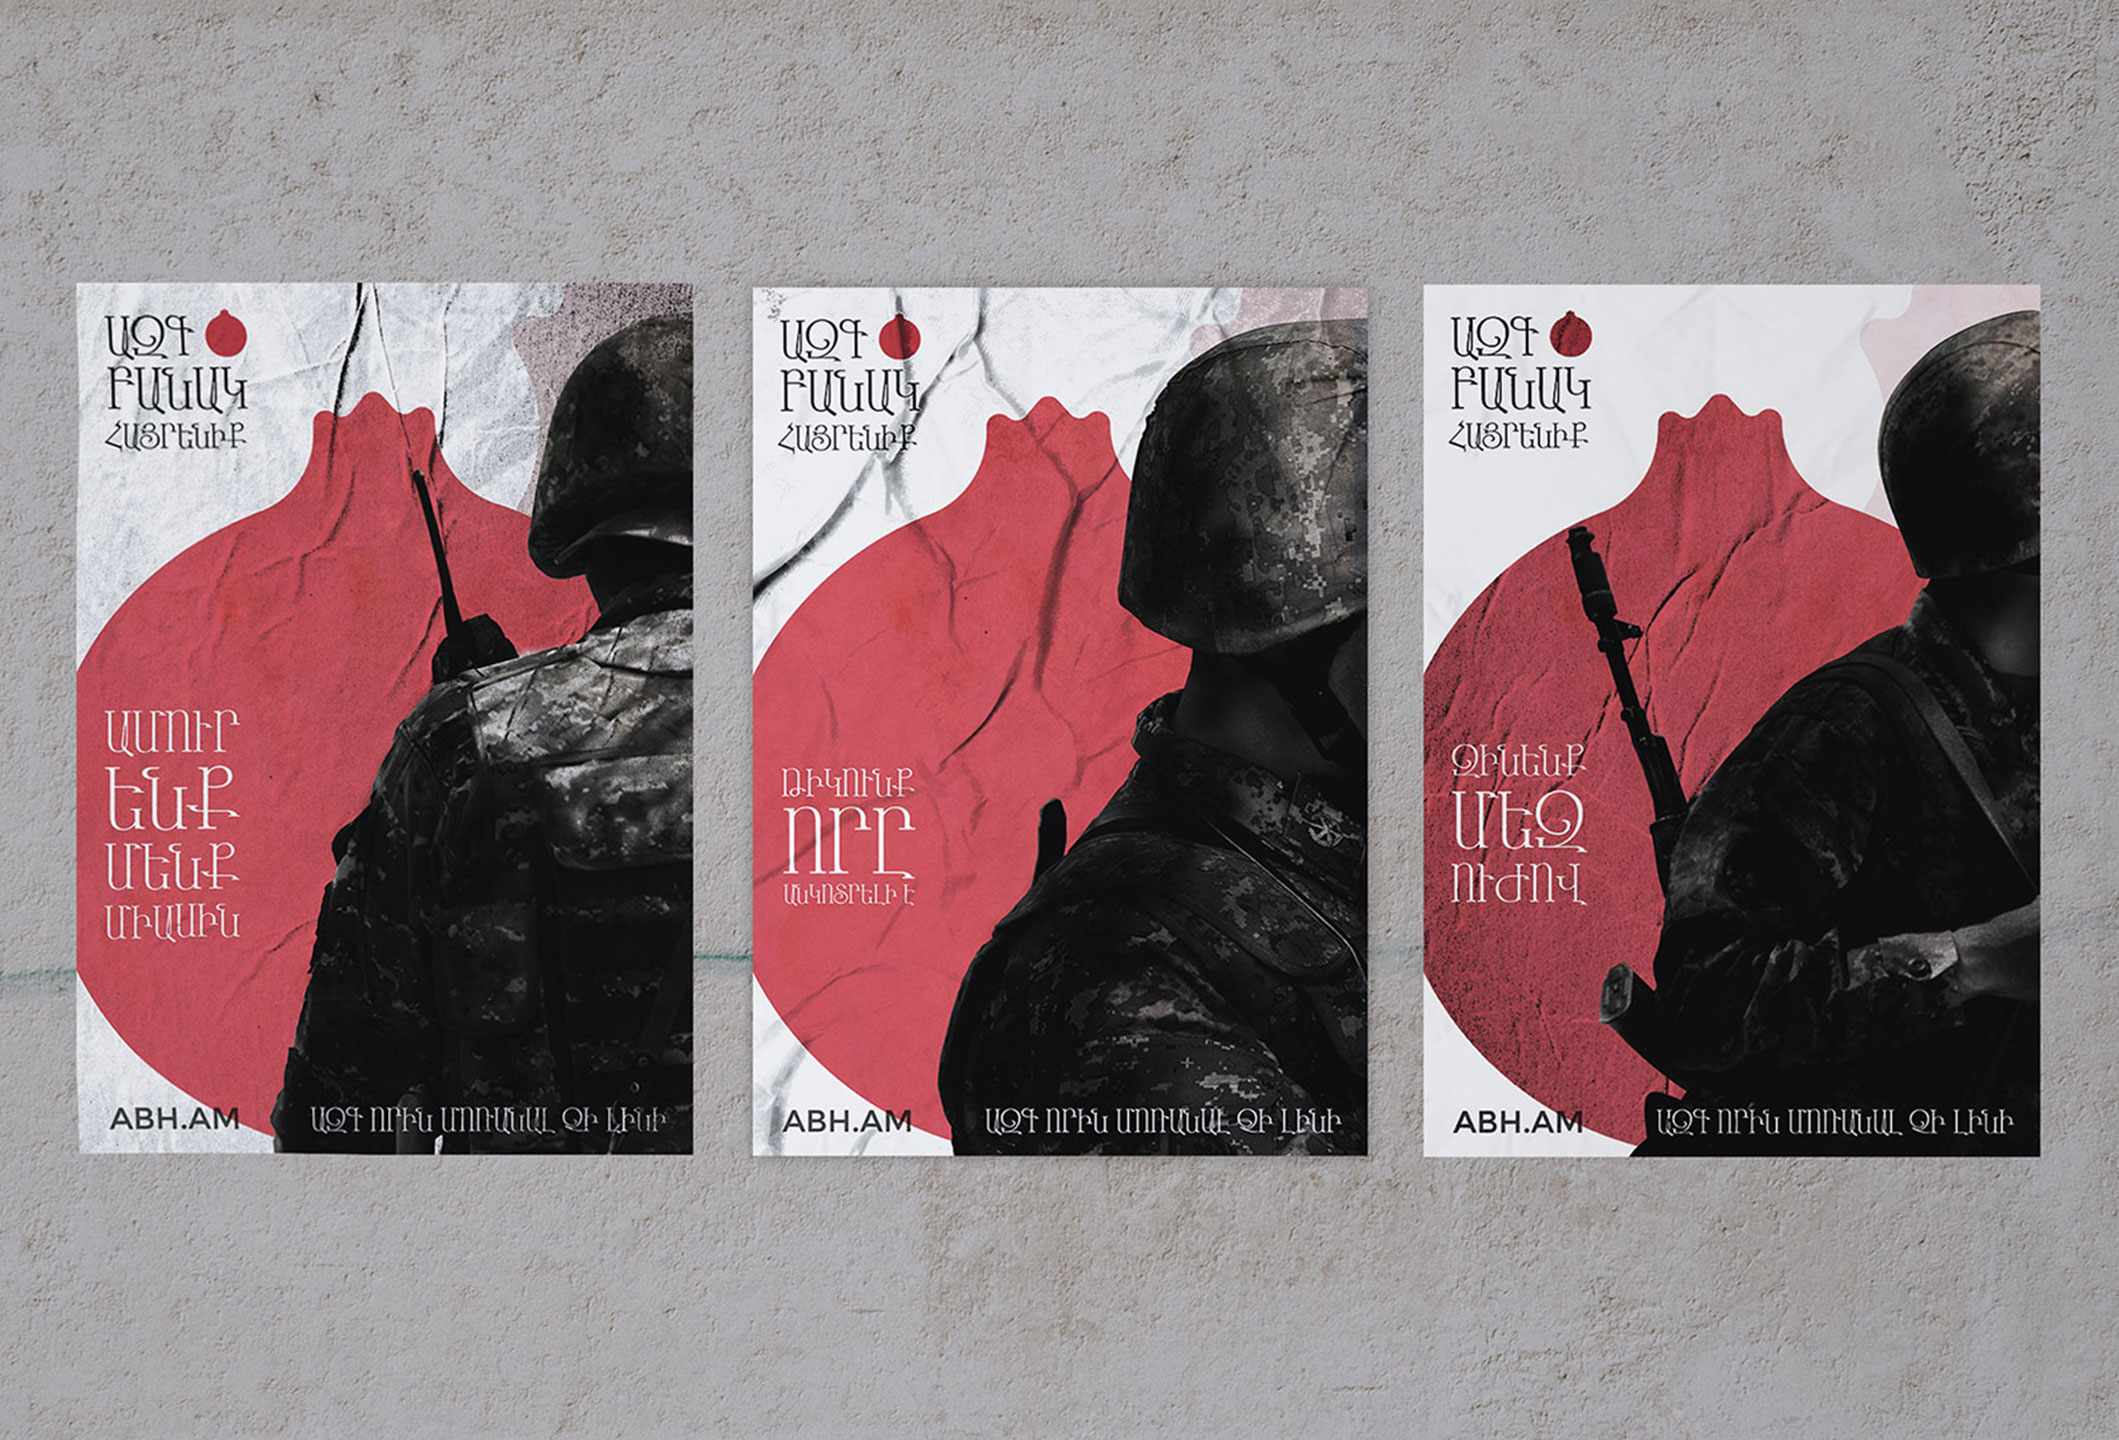 ԱԶԳ
ԲԱՆԱԿ
ՀԱՅՐԵՆԻՔ
ԱՄՈՒՐ
ԵՆՔ
ՄԵՆՔ
ՄԻԱՍԻՆ
ABH.AM
ԱԶԳ ՈՐԻՆ ՄՈՌԱՆԱԼ ՉԻ ԼԻՆԻ
ԱԶԳ
ԲԱՆԱԿ
ՀԱՅՐԵՆԻՔ
ԹԻԿՈՒՆՔ
ՈՐԸ
ԱՆԿՈՏՐԵԼԻ Է
ABH.AM
ԱԶԳ ՈՐԻՆ ՄՈՌԱՆԱԼ ՉԻ ԼԻՆԻ
ԱԶԳ
ԲԱՆԱԿ
ՀԱՅՐԵՆԻՔ
ԶԻՆԵՆՔ
ՄԵԶ
ՈՒԺՈՎ
ABH.AM
ԱԶԳ ՈՐԻՆ ՄՈՌԱՆԱԼ ՉԻ ԼԻՆԻ